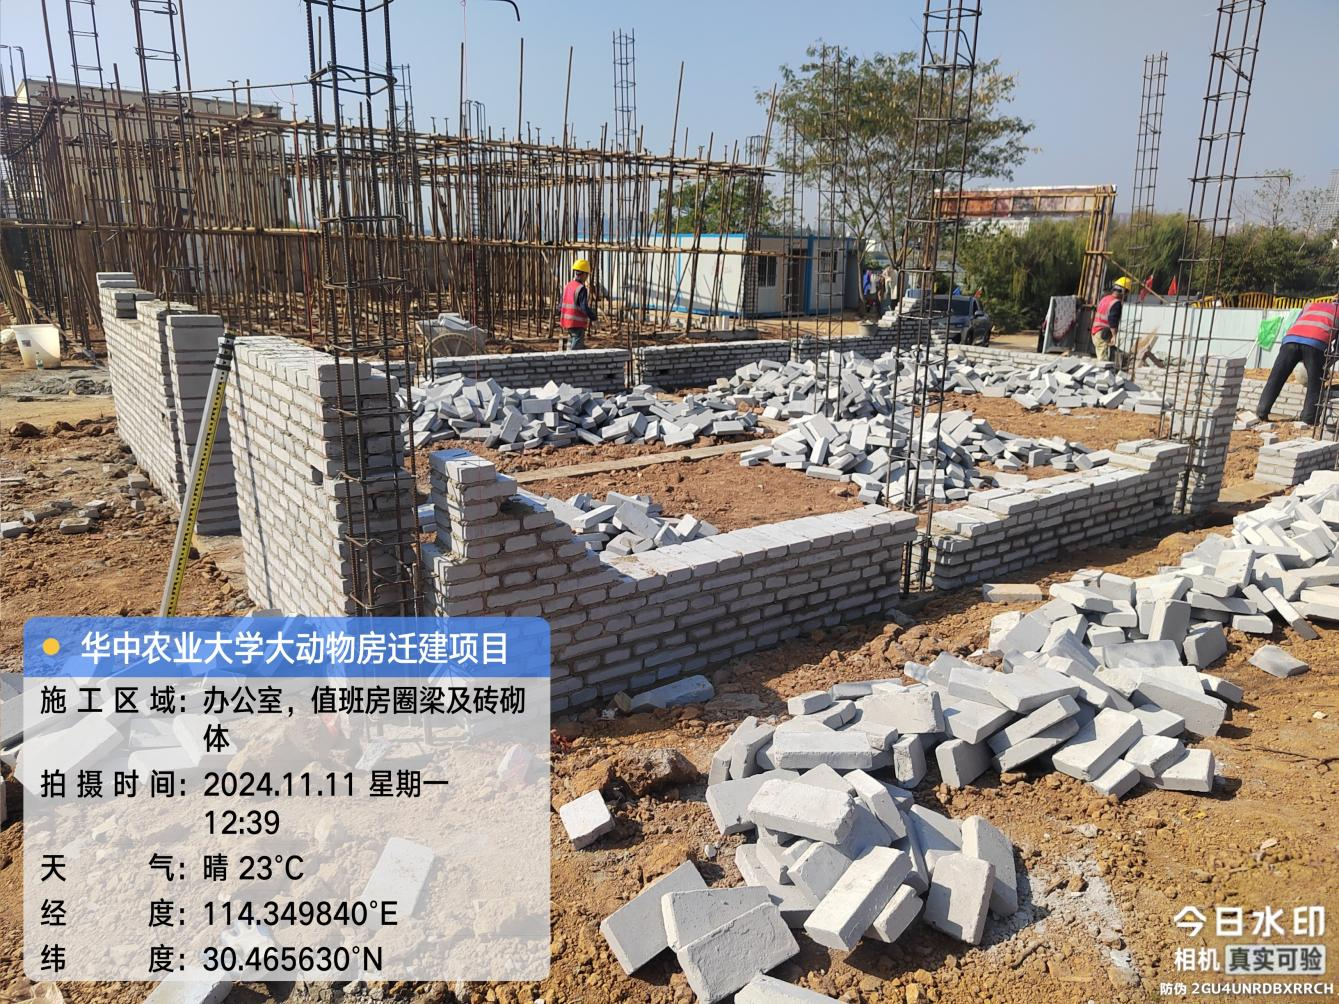 华中农业大学大动物房迁建项目
施工区域：办公室，值班房圈梁及砖砌
体
拍摄时间：2024.11.11 星期一
12:39
天气：晴 23℃
经度：114.349840°E
纬度：30.465630°N
今日水印
相机 真实可验
防伪 2GU4UNRDBXRRCH